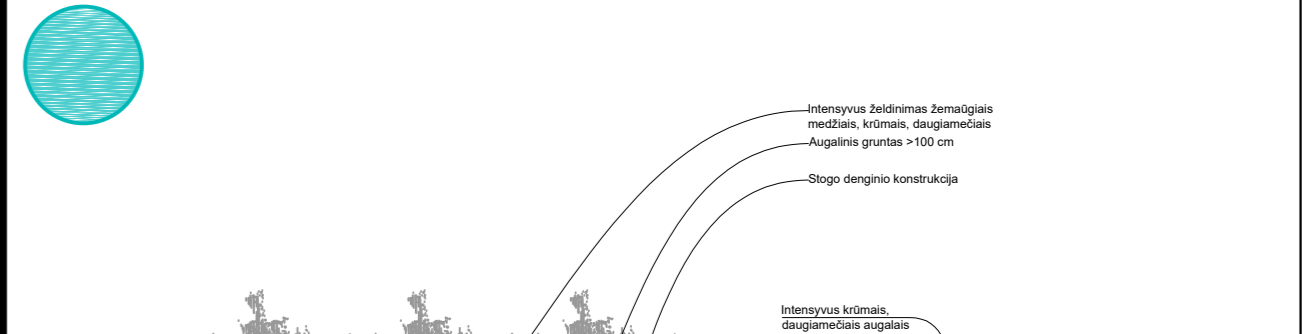 Intensyvus želdinimas žemaūgiais
medžiais, krūmais, daugiamečiais
Augalinis gruntas >100 cm
Stogo denginio konstrukcija
Intensyvus krūmais,
daugiamečiais augalais